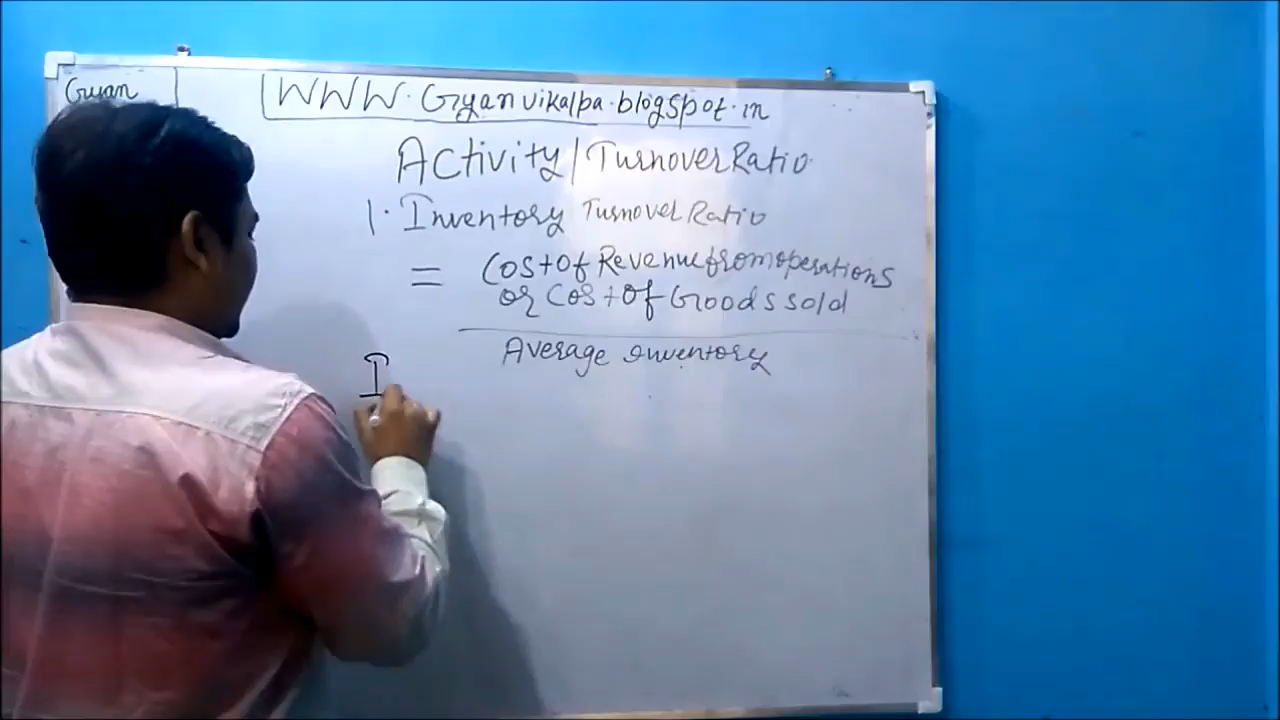 Gyan
WWW.Gyanvikalpa.blogspot.in
Activity/Turnover Ratio
1. Inventory Turnover Ratio
= Cost of Revenue from operations
or Cost of Goods sold
Average inventory
I